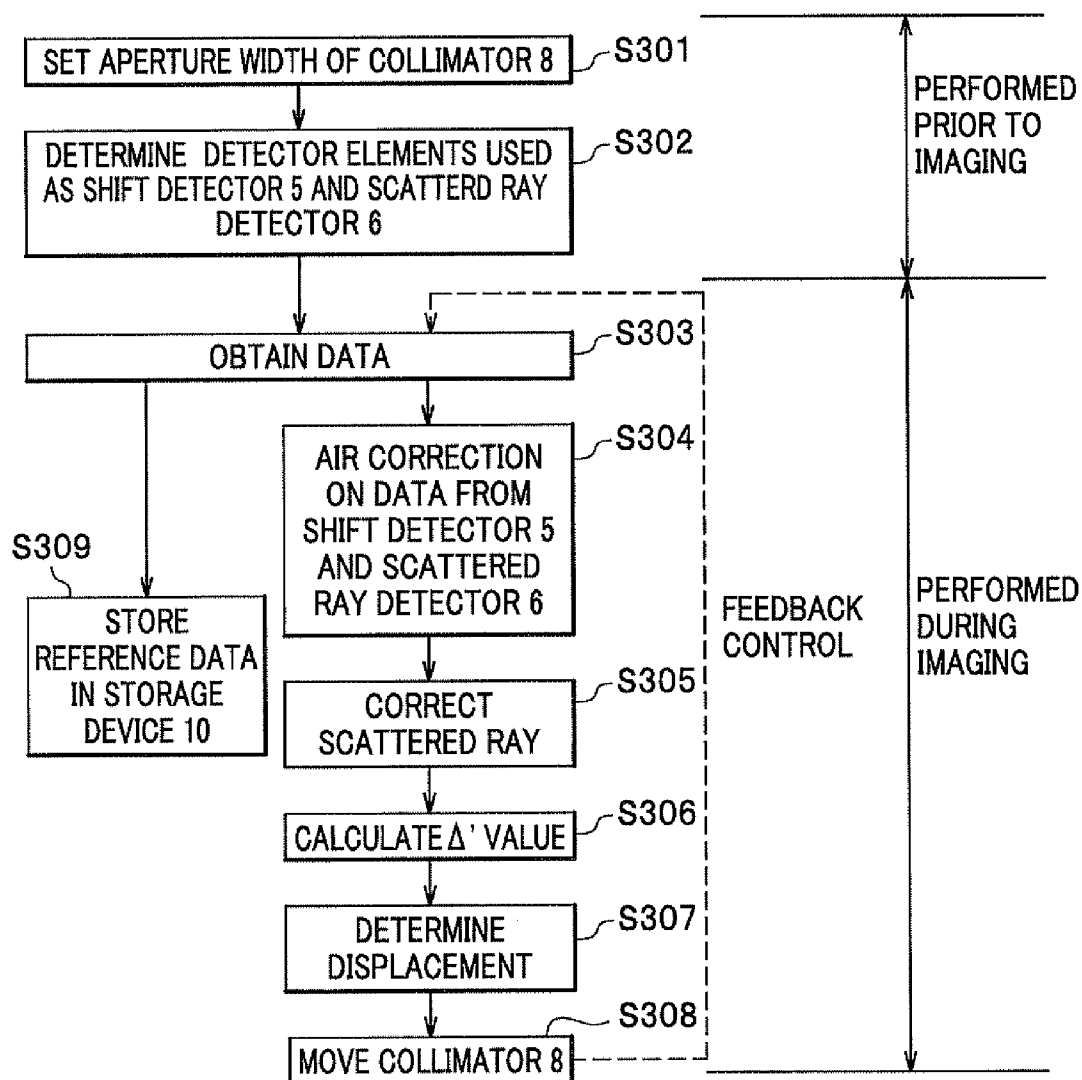 SET APERTURE WIDTH OF COLLIMATOR 8
S301
DETERMINE DETECTOR ELEMENTS USED
AS SHIFT DETECTOR 5 AND SCATTERD RAY
DETECTOR 6
S302
PERFORMED
PRIOR TO
IMAGING
OBTAIN DATA
S303
AIR CORRECTION
ON DATA FROM
SHIFT DETECTOR 5
AND SCATTERED
RAY DETECTOR 6
S304
S309
STORE
REFERENCE DATA
IN STORAGE
DEVICE 10
FEEDBACK
CONTROL
PERFORMED
DURING
IMAGING
CORRECT
SCATTERED RAY
S305
CALCULATE Δ' VALUE
S306
DETERMINE
DISPLACEMENT
S307
MOVE COLLIMATOR 8
S308